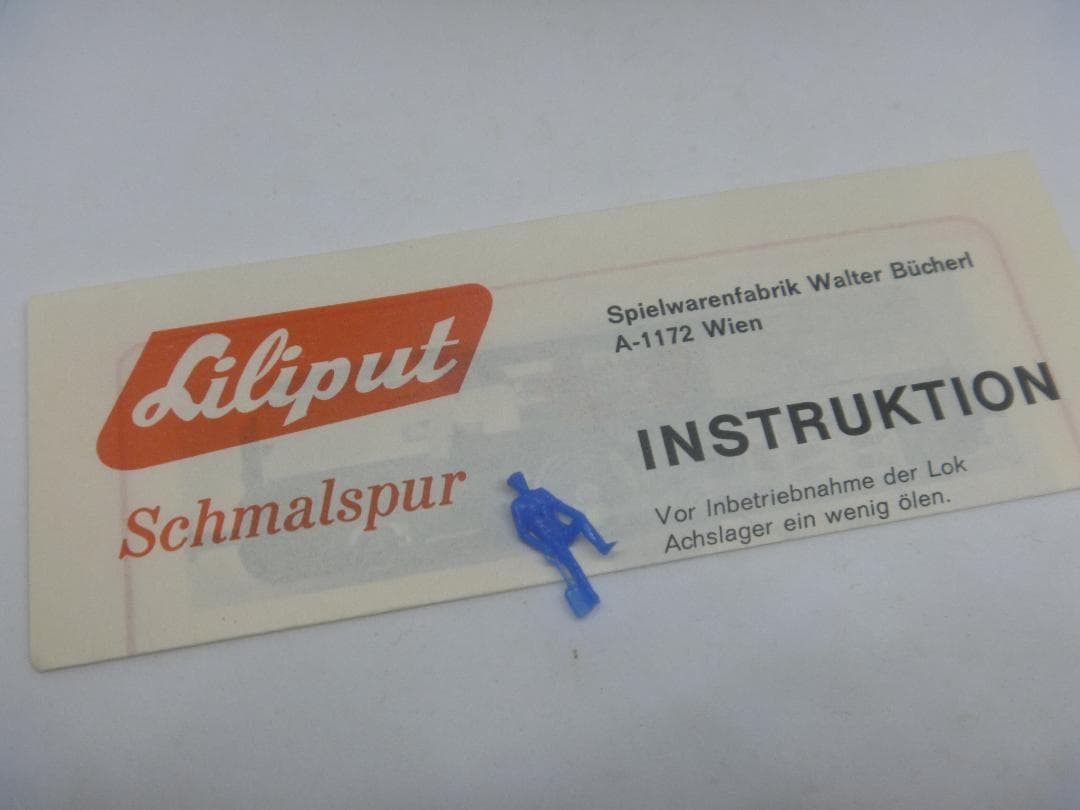 Liliput
Schmalspur
Spielwarenfabrik Walter Bücherl
A-1172 Wien
INSTRUKTION
Vor Inbetriebnahme der Lok
Achslager ein wenig ölen.